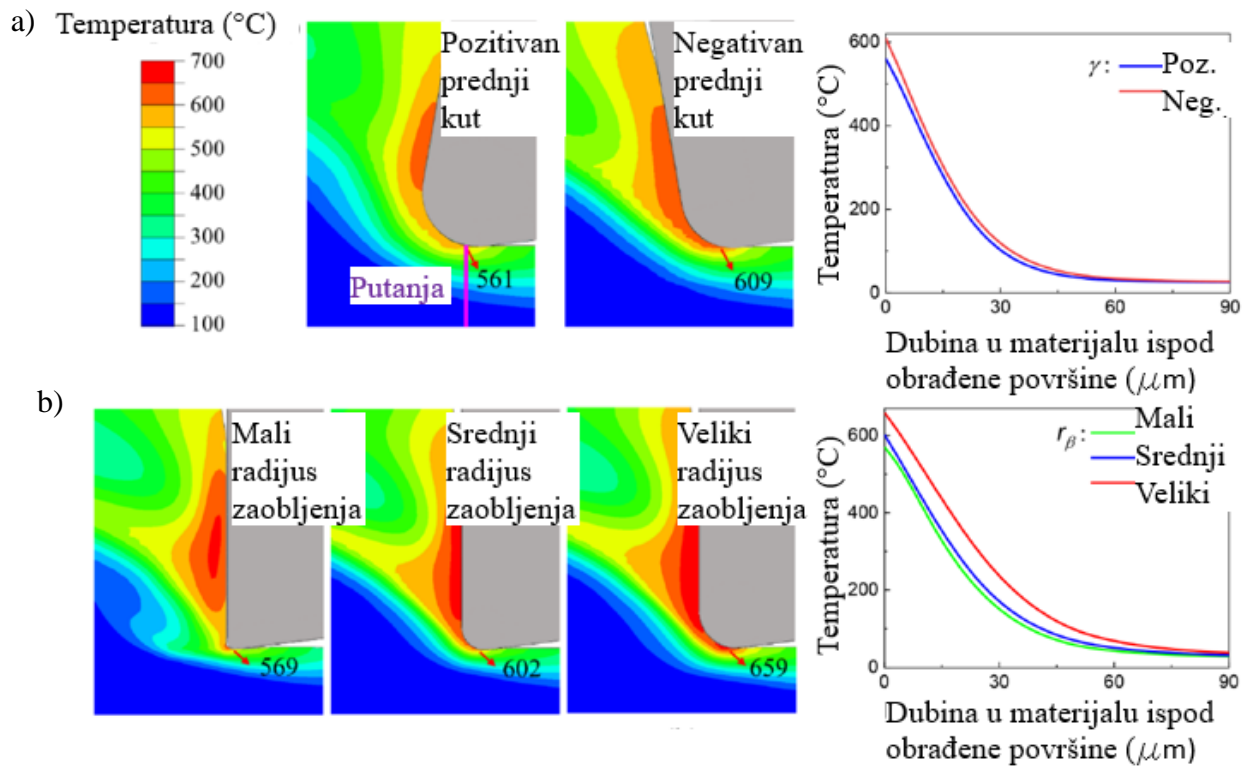 a) Temperatura (°C)
700
600
500
400
300
200
100
Pozitivan
prednji
kut
Putanja
561
Negativan
prednji
kut
609
γ: Poz.
Neg.
Temperatura (°C)
600
400
200
0
0 30 60 90
Dubina u materijalu ispod
obrađene površine (μm)
b)
Mali
radijus
zaobljenja
569
Srednji
radijus
zaobljenja
602
Veliki
radijus
zaobljenja
659
Mali
rβ: Srednji
Veliki
Temperatura (°C)
600
400
200
0
0 30 60 90
Dubina u materijalu ispod
obrađene površine (μm)